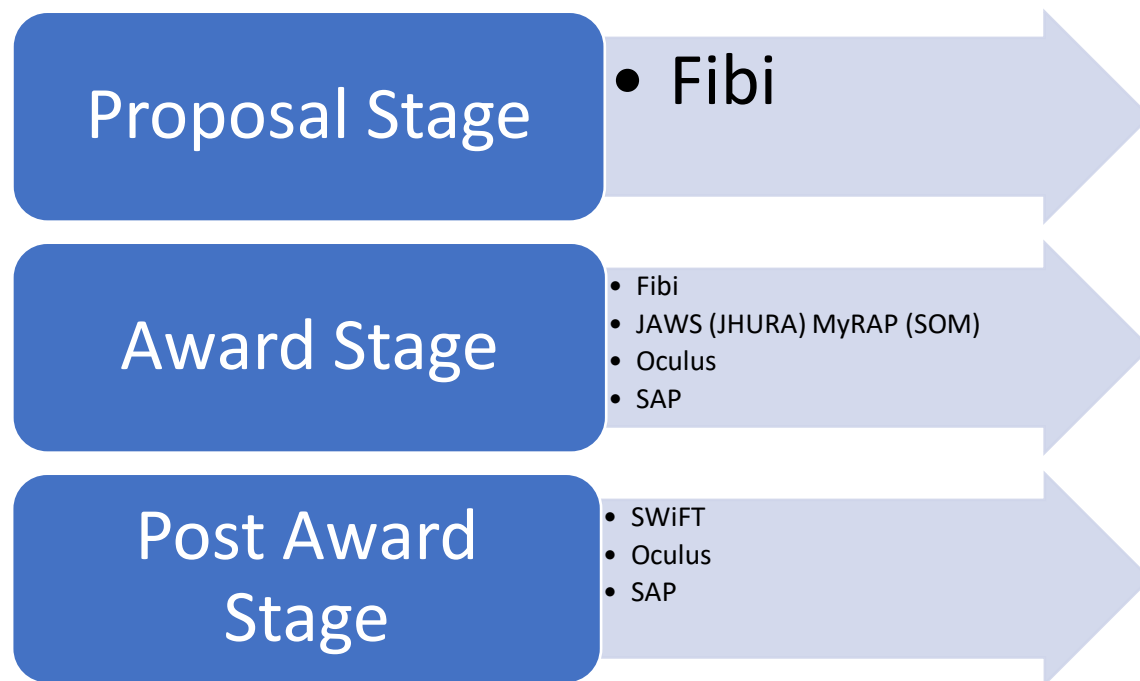 Proposal Stage
• Fibi
Award Stage
• Fibi
• JAWS (JHURA) MyRAP (SOM)
• Oculus
• SAP
Post Award
Stage
• SWiFT
• Oculus
• SAP